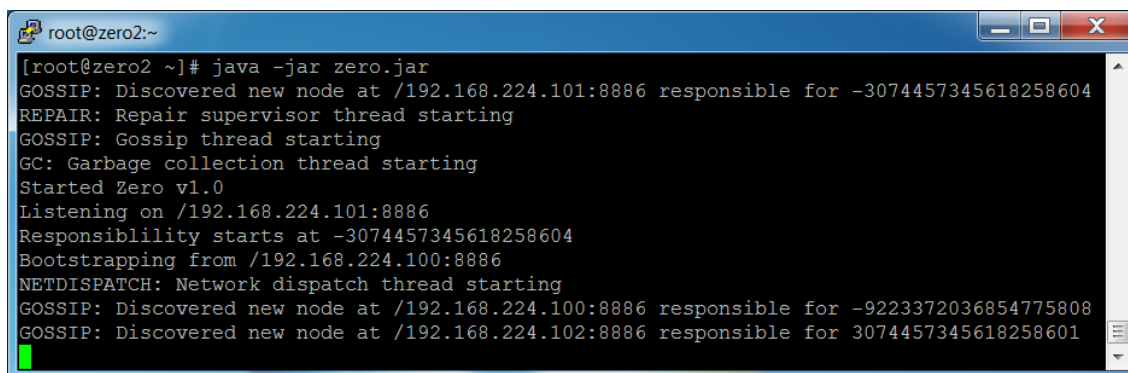 root@zero2:~
[root@zero2 ~]# java -jar zero.jar
GOSSIP: Discovered new node at /192.168.224.101:8886 responsible for -3074457345618258604
REPAIR: Repair supervisor thread starting
GOSSIP: Gossip thread starting
GC: Garbage collection thread starting
Started Zero v1.0
Listening on /192.168.224.101:8886
Responsiblility starts at -3074457345618258604
Bootstrapping from /192.168.224.100:8886
NETDISPATCH: Network dispatch thread starting
GOSSIP: Discovered new node at /192.168.224.100:8886 responsible for -9223372036854775808
GOSSIP: Discovered new node at /192.168.224.102:8886 responsible for 3074457345618258601